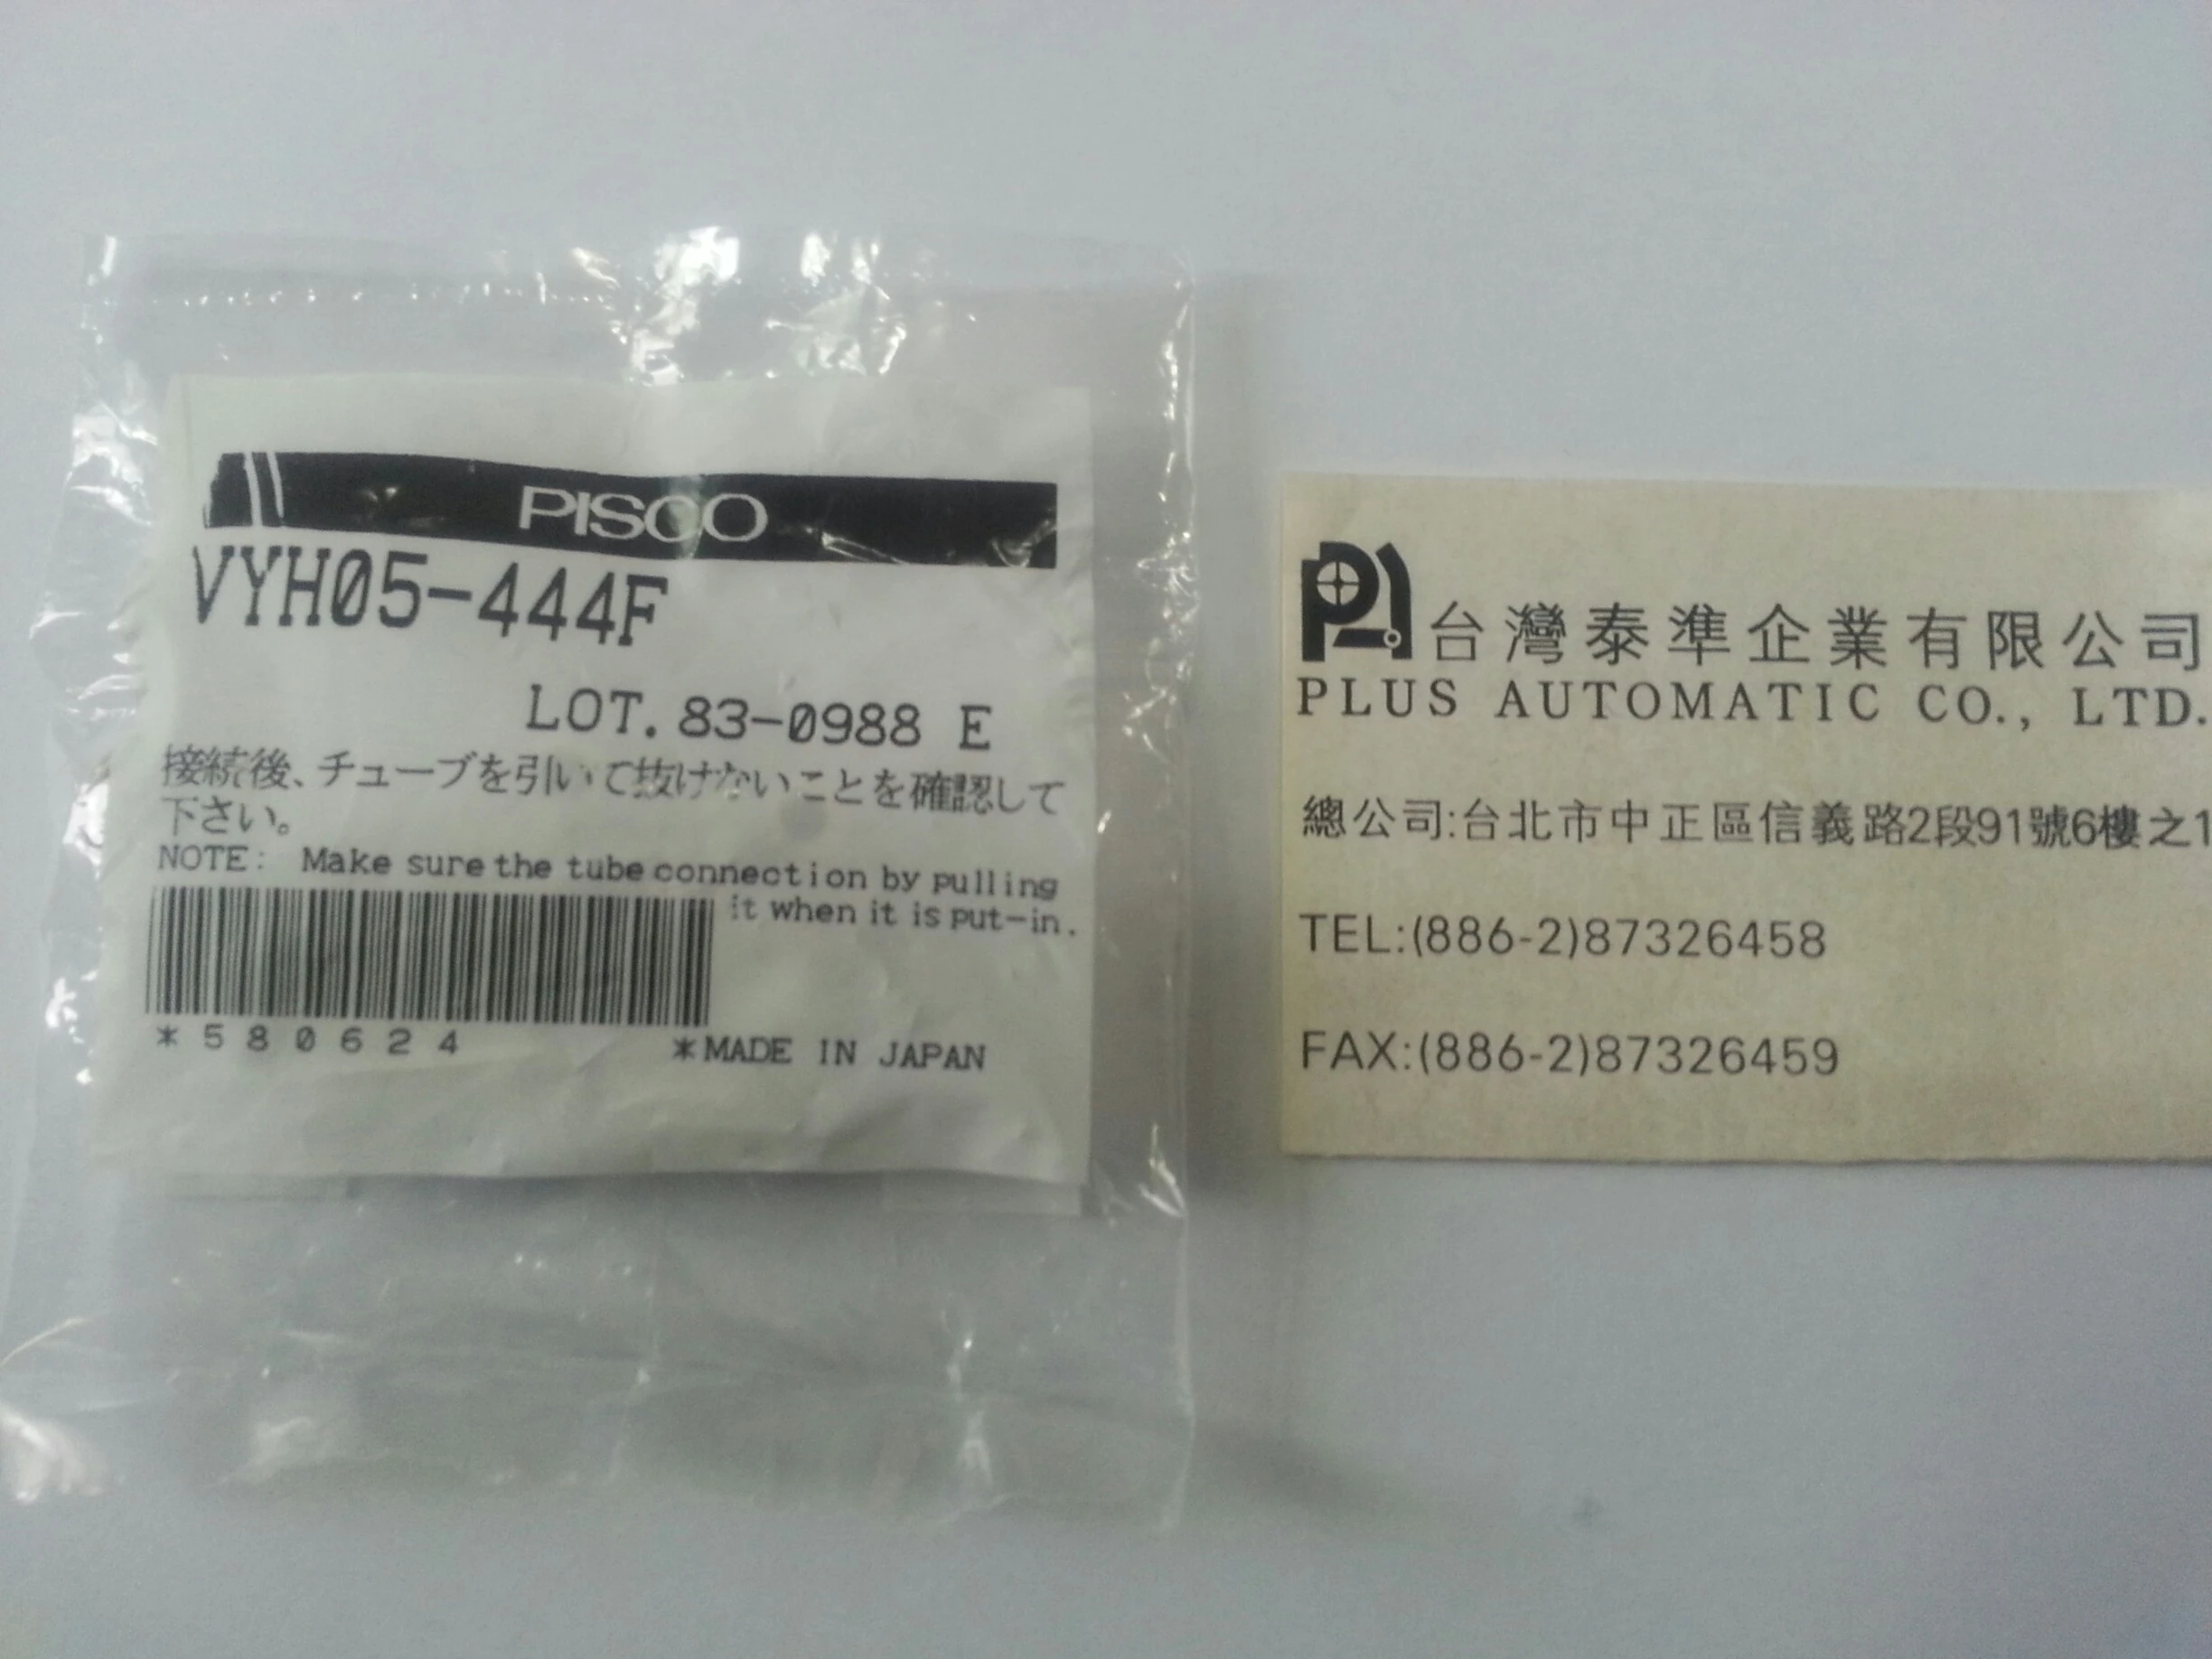 PISCO
VYH05-444F
LOT. 83-0988 E
接続後、チューブを引いて抜けないことを確認して
下さい。
NOTE: Make sure the tube connection by pulling
it when it is put-in.
*580624 *MADE IN JAPAN
台灣泰準企業有限公司
PLUS AUTOMATIC CO., LTD.
總公司:台北市中正區信義路2段91號6樓之1
TEL:(886-2)87326458
FAX:(886-2)87326459